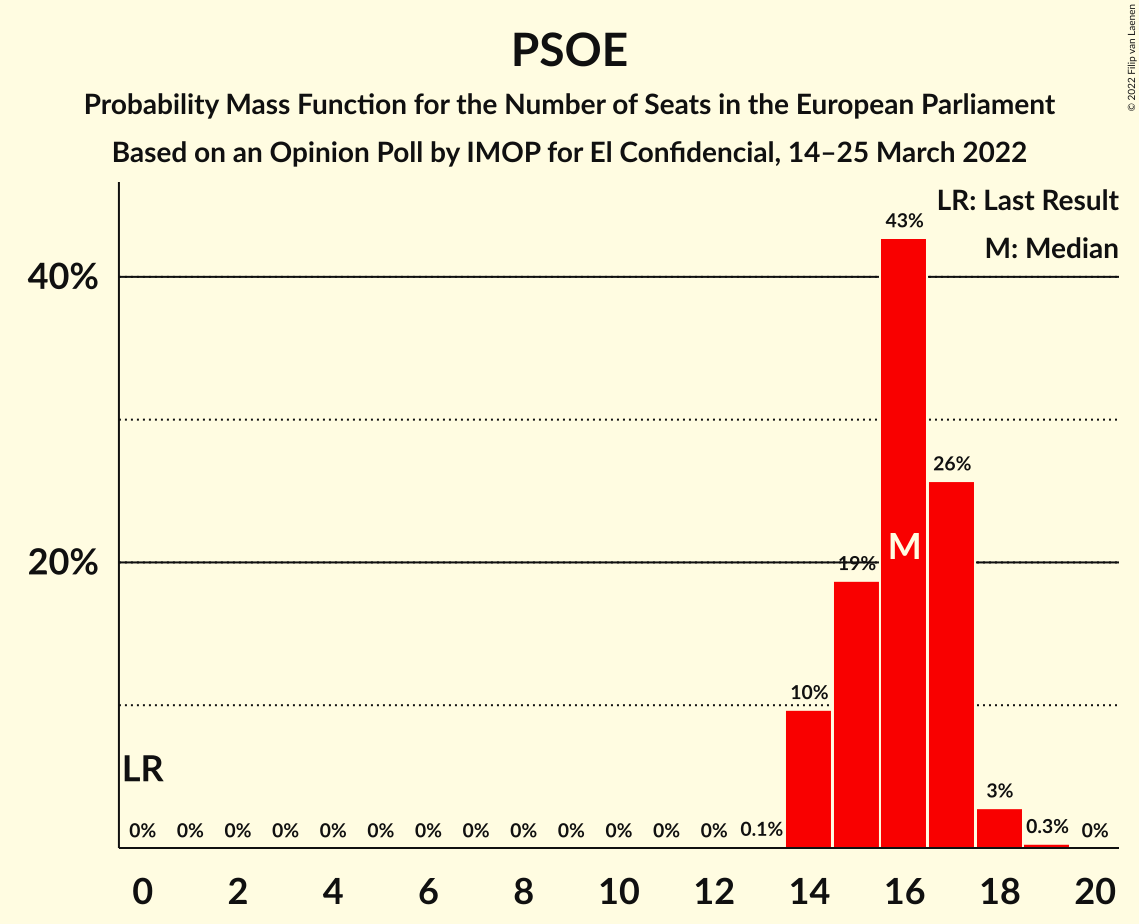 PSOE
Probability Mass Function for the Number of Seats in the European Parliament
Based on an Opinion Poll by IMOP for El Confidencial, 14–25 March 2022
© 2022 Filip van Laenen
LR: Last Result
M: Median
43%
40%
26%
M
20%
19%
10%
LR
3%
0% 0% 0% 0% 0% 0% 0% 0% 0% 0% 0% 0% 0% 0.1% 0.3% 0%
0 2 4 6 8 10 12 14 16 18 20